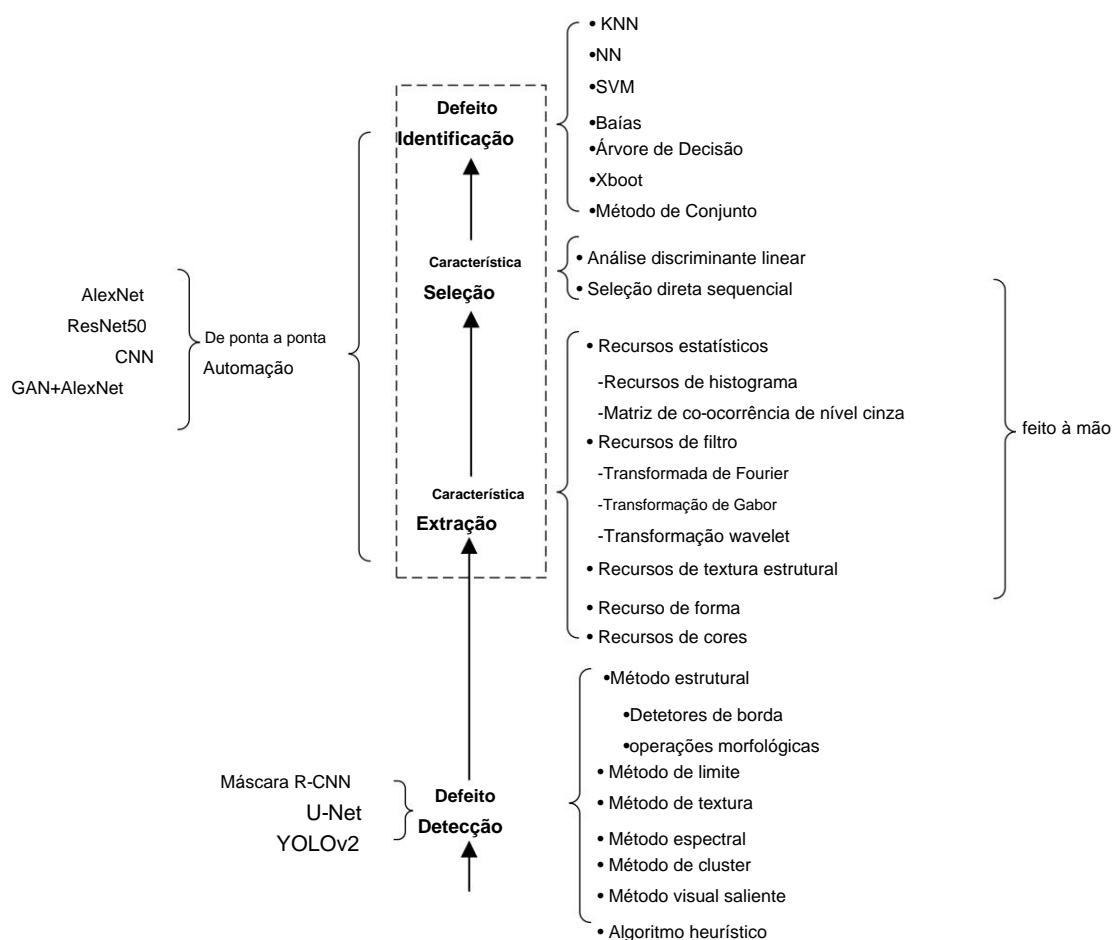 • KNN
•NN
•SVM
•Baías
•Árvore de Decisão
•Xboot
•Método de Conjunto
Defeito
Identificação
Característica
Seleção
• Análise discriminante linear
• Seleção direta sequencial
AlexNet
ResNet50
CNN
GAN+AlexNet
De ponta a ponta
Automação
• Recursos estatísticos
-Recursos de histograma
-Matriz de co-ocorrência de nível cinza
• Recursos de filtro
-Transformada de Fourier
-Transformação de Gabor
-Transformação wavelet
• Recursos de textura estrutural
• Recurso de forma
• Recursos de cores
feito à mão
Característica
Extração
•Método estrutural
•Detetores de borda
•operações morfológicas
• Método de limite
• Método de textura
• Método espectral
• Método de cluster
• Método visual saliente
• Algoritmo heurístico
Máscara R-CNN
U-Net
YOLOv2
Defeito
Detecção